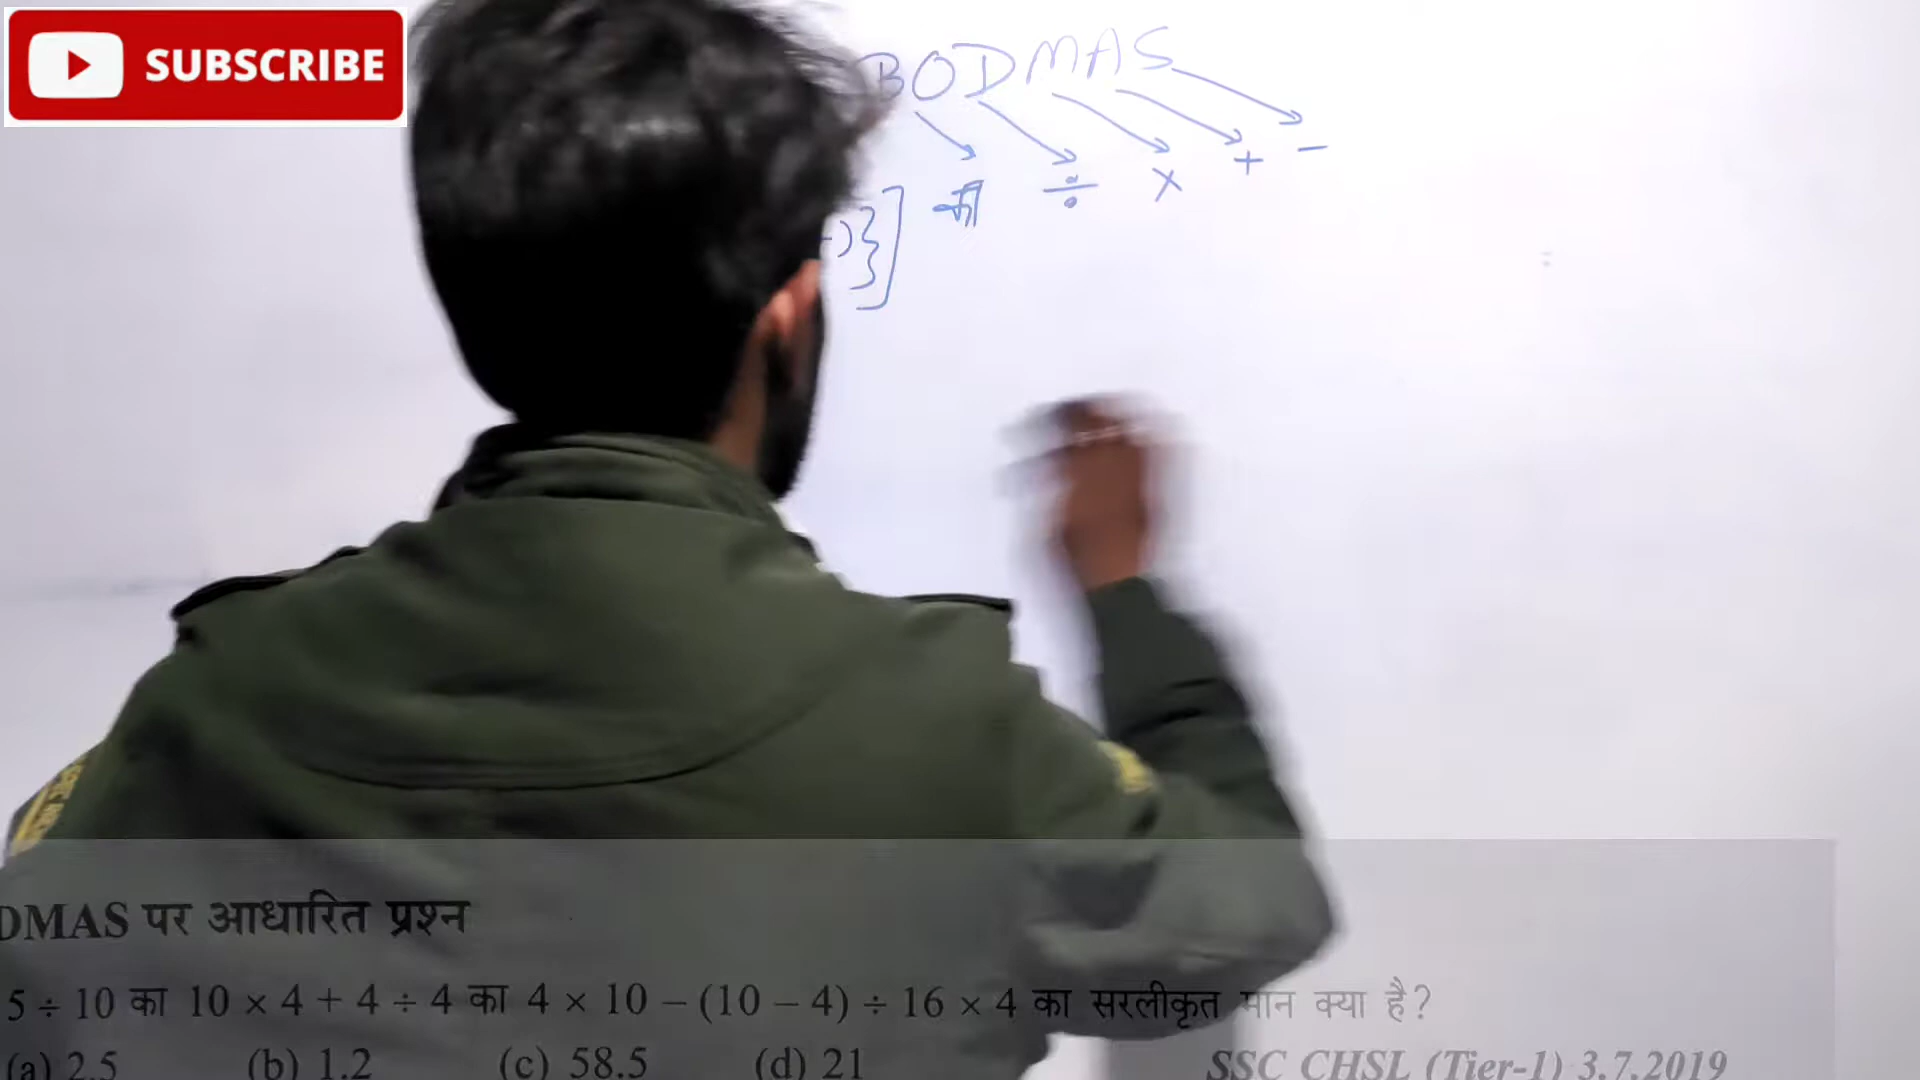 SUBSCRIBE
BODMAS
-)}] का ÷ × + -
DMAS पर आधारित प्रश्न
5 ÷ 10 का 10 × 4 + 4 ÷ 4 का 4 × 10 − (10 − 4) ÷ 16 × 4 का सरलीकृत मान क्या है?
(a) 2.5 (b) 1.2 (c) 58.5 (d) 21 SSC CHSL (Tier-1) 3.7.2019